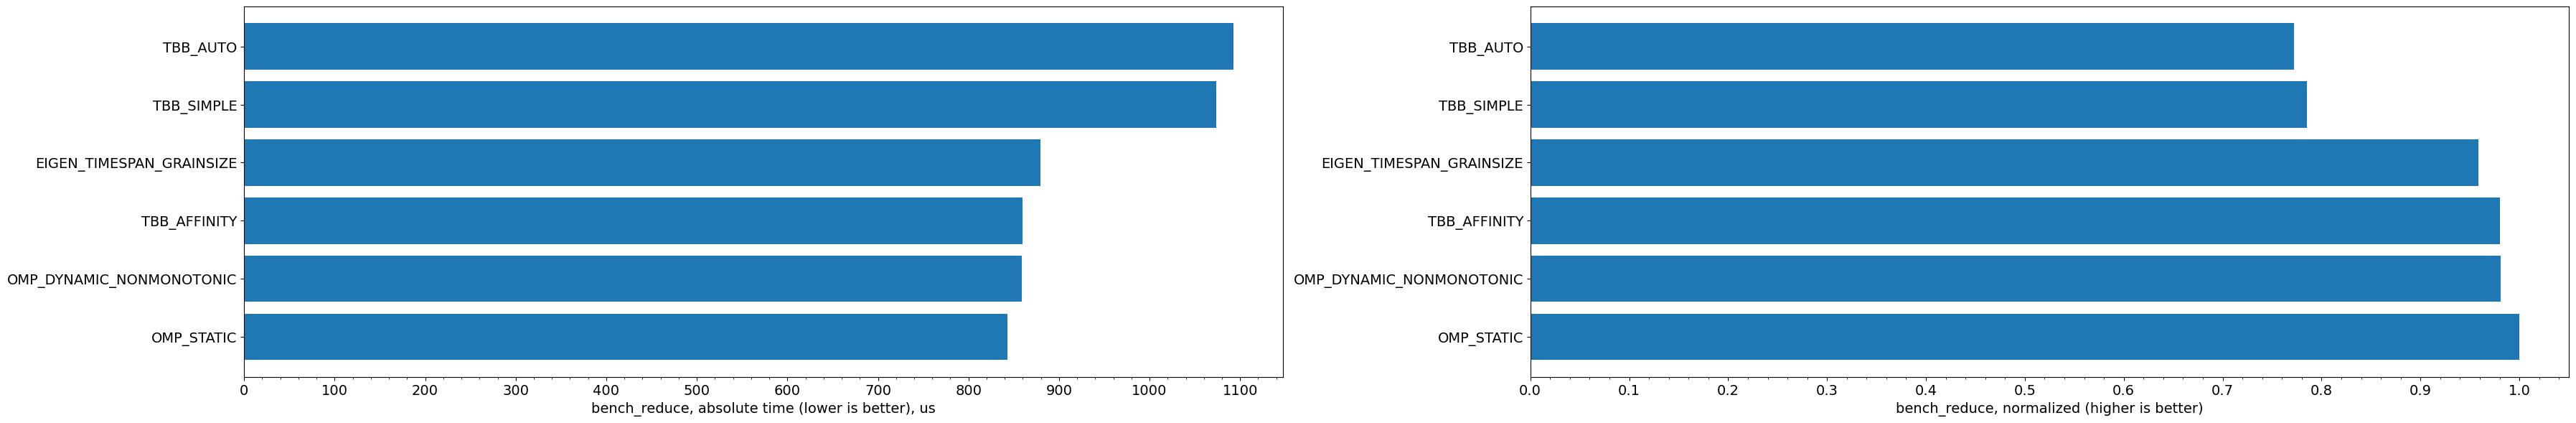 TBB_AUTO
TBB_SIMPLE
EIGEN_TIMESPAN_GRAINSIZE
TBB_AFFINITY
OMP_DYNAMIC_NONMONOTONIC
OMP_STATIC
0 100 200 300 400 500 600 700 800 900 1000 1100
bench_reduce, absolute time (lower is better), us
TBB_AUTO
TBB_SIMPLE
EIGEN_TIMESPAN_GRAINSIZE
TBB_AFFINITY
OMP_DYNAMIC_NONMONOTONIC
OMP_STATIC
0.0 0.1 0.2 0.3 0.4 0.5 0.6 0.7 0.8 0.9 1.0
bench_reduce, normalized (higher is better)